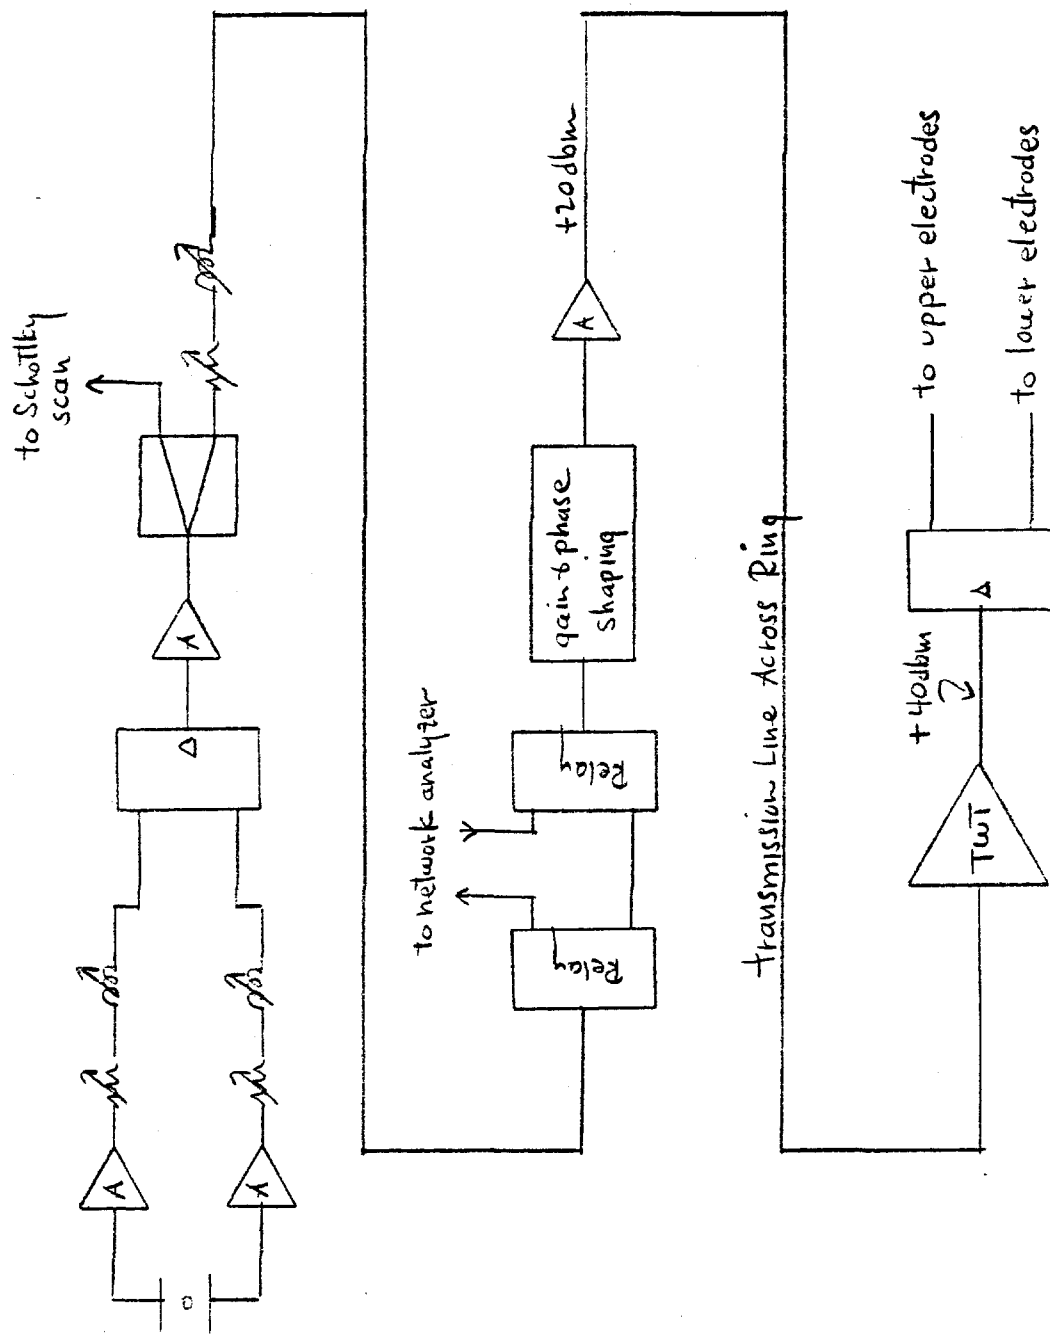 A
A
Δ
A
to Schottky
scan
Relay
Relay
to network analyzer
gain & phase
shaping
A
+20dbm
Transmission Line Across Ring
TWT
+40dbm
Δ
to upper electrodes
to lower electrodes